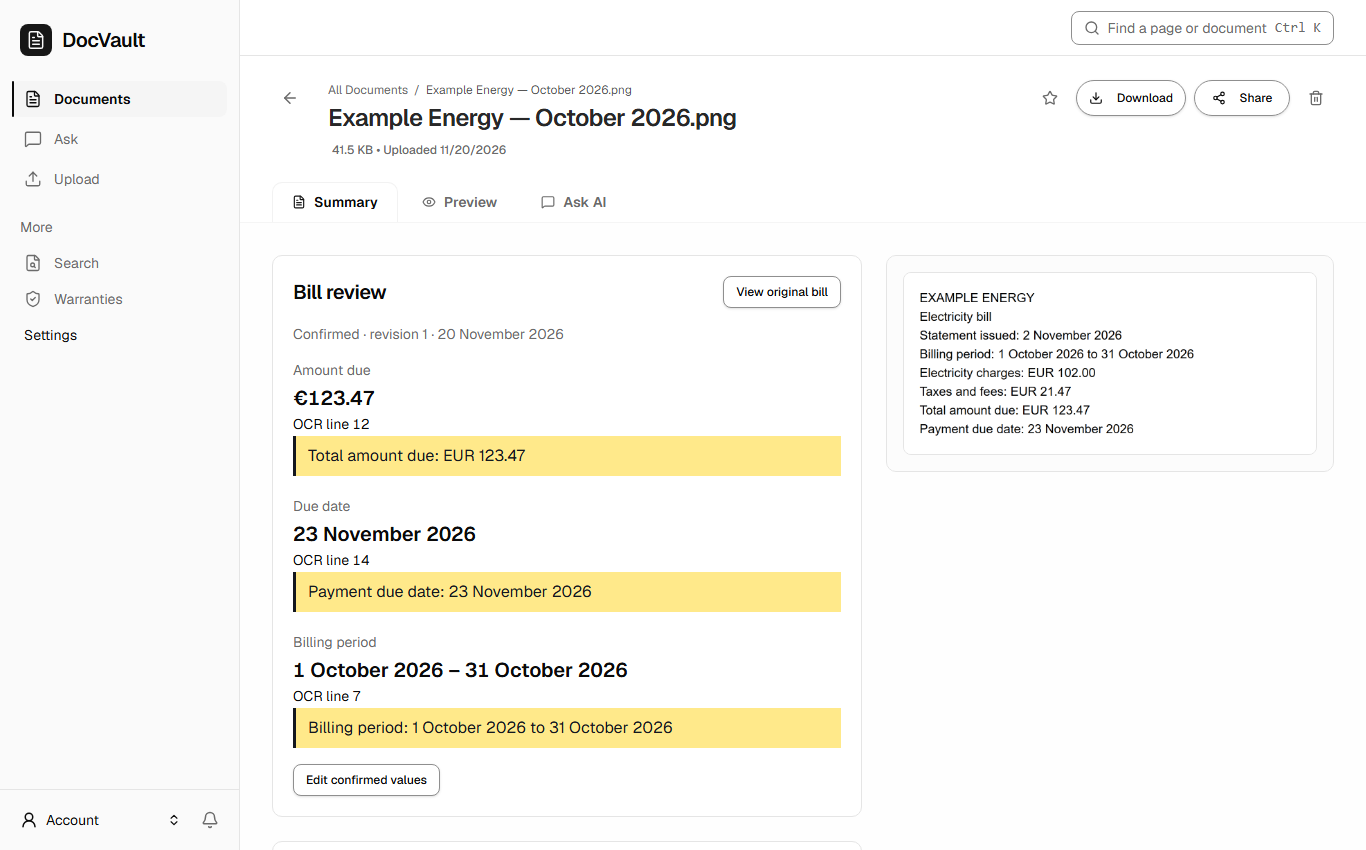 DocVault
Documents
Ask
Upload
More
Search
Warranties
Settings
Account
Find a page or document Ctrl K
All Documents / Example Energy — October 2026.png
Example Energy — October 2026.png
41.5 KB • Uploaded 11/20/2026
Download
Share
Summary
Preview
Ask AI
Bill review
View original bill
Confirmed · revision 1 · 20 November 2026
Amount due
€123.47
OCR line 12
Total amount due: EUR 123.47
Due date
23 November 2026
OCR line 14
Payment due date: 23 November 2026
Billing period
1 October 2026 – 31 October 2026
OCR line 7
Billing period: 1 October 2026 to 31 October 2026
Edit confirmed values
EXAMPLE ENERGY
Electricity bill
Statement issued: 2 November 2026
Billing period: 1 October 2026 to 31 October 2026
Electricity charges: EUR 102.00
Taxes and fees: EUR 21.47
Total amount due: EUR 123.47
Payment due date: 23 November 2026